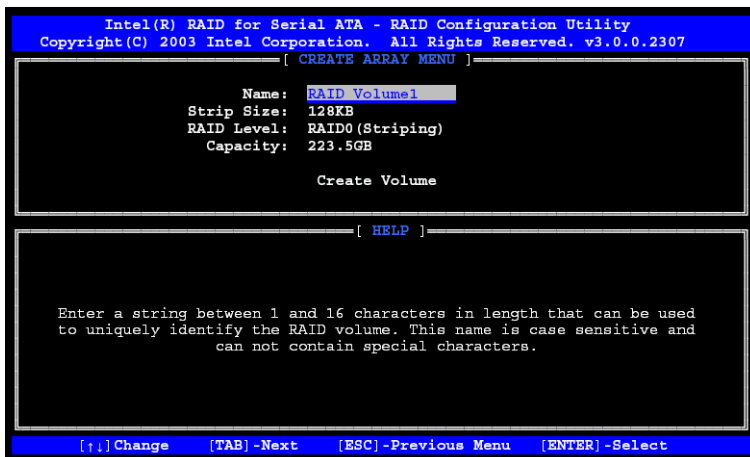 Intel(R) RAID for Serial ATA - RAID Configuration Utility
Copyright(C) 2003 Intel Corporation.  All Rights Reserved. v3.0.0.2307
[ CREATE ARRAY MENU ]
Name: RAID Volume1
Strip Size: 128KB
RAID Level: RAID0(Striping)
Capacity: 223.5GB
Create Volume
[ HELP ]
Enter a string between 1 and 16 characters in length that can be used
to uniquely identify the RAID volume. This name is case sensitive and
can not contain special characters.
[↑↓]Change [TAB]-Next [ESC]-Previous Menu [ENTER]-Select